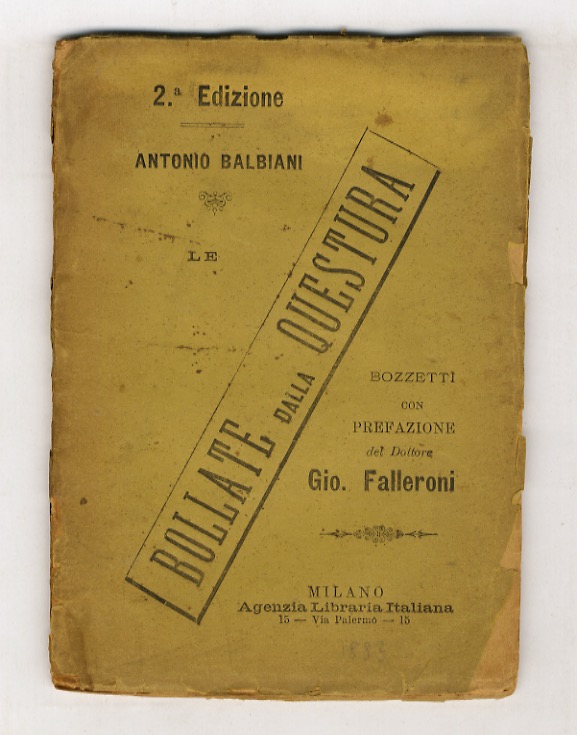 2.ª Edizione
ANTONIO BALBIANI
LE
BOLLATE DALLA QUESTURA
BOZZETTI
CON
PREFAZIONE
del Dottore
Gio. Falleroni
MILANO
Agenzia Libraria Italiana
15 — Via Palermo — 15